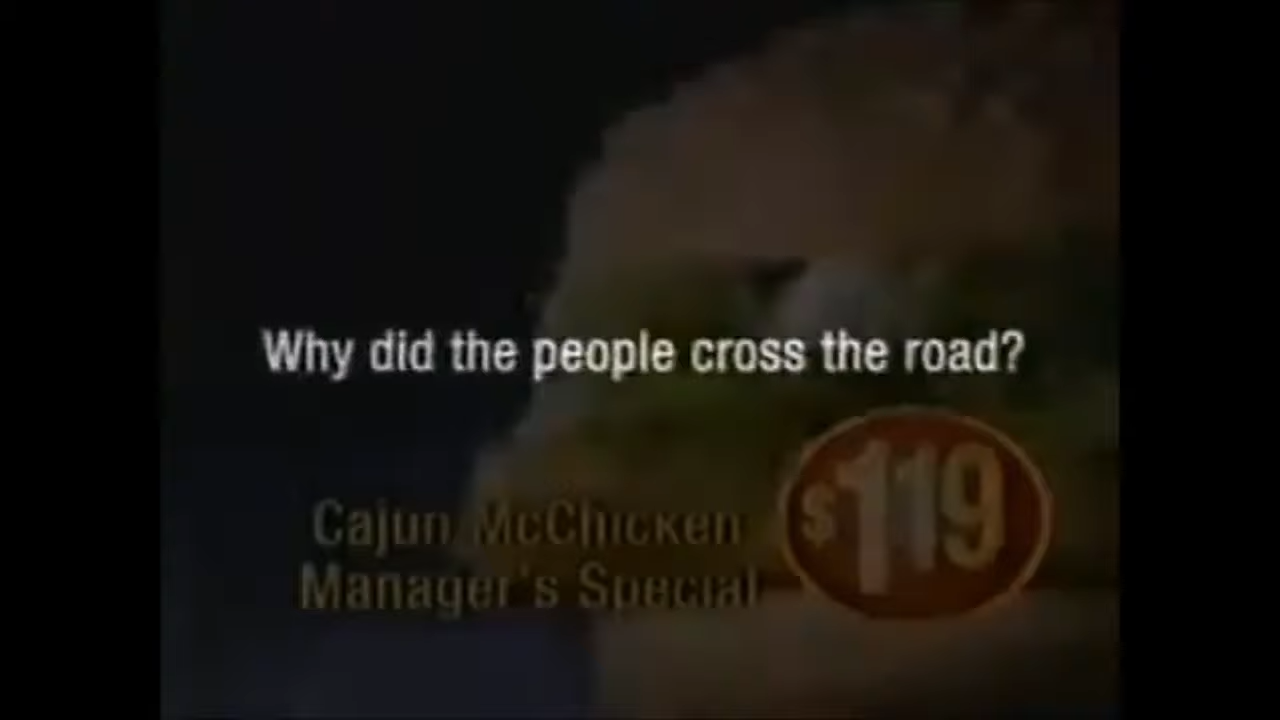 Why did the people cross the road?
Cajun McChicken
Manager's Special
$119